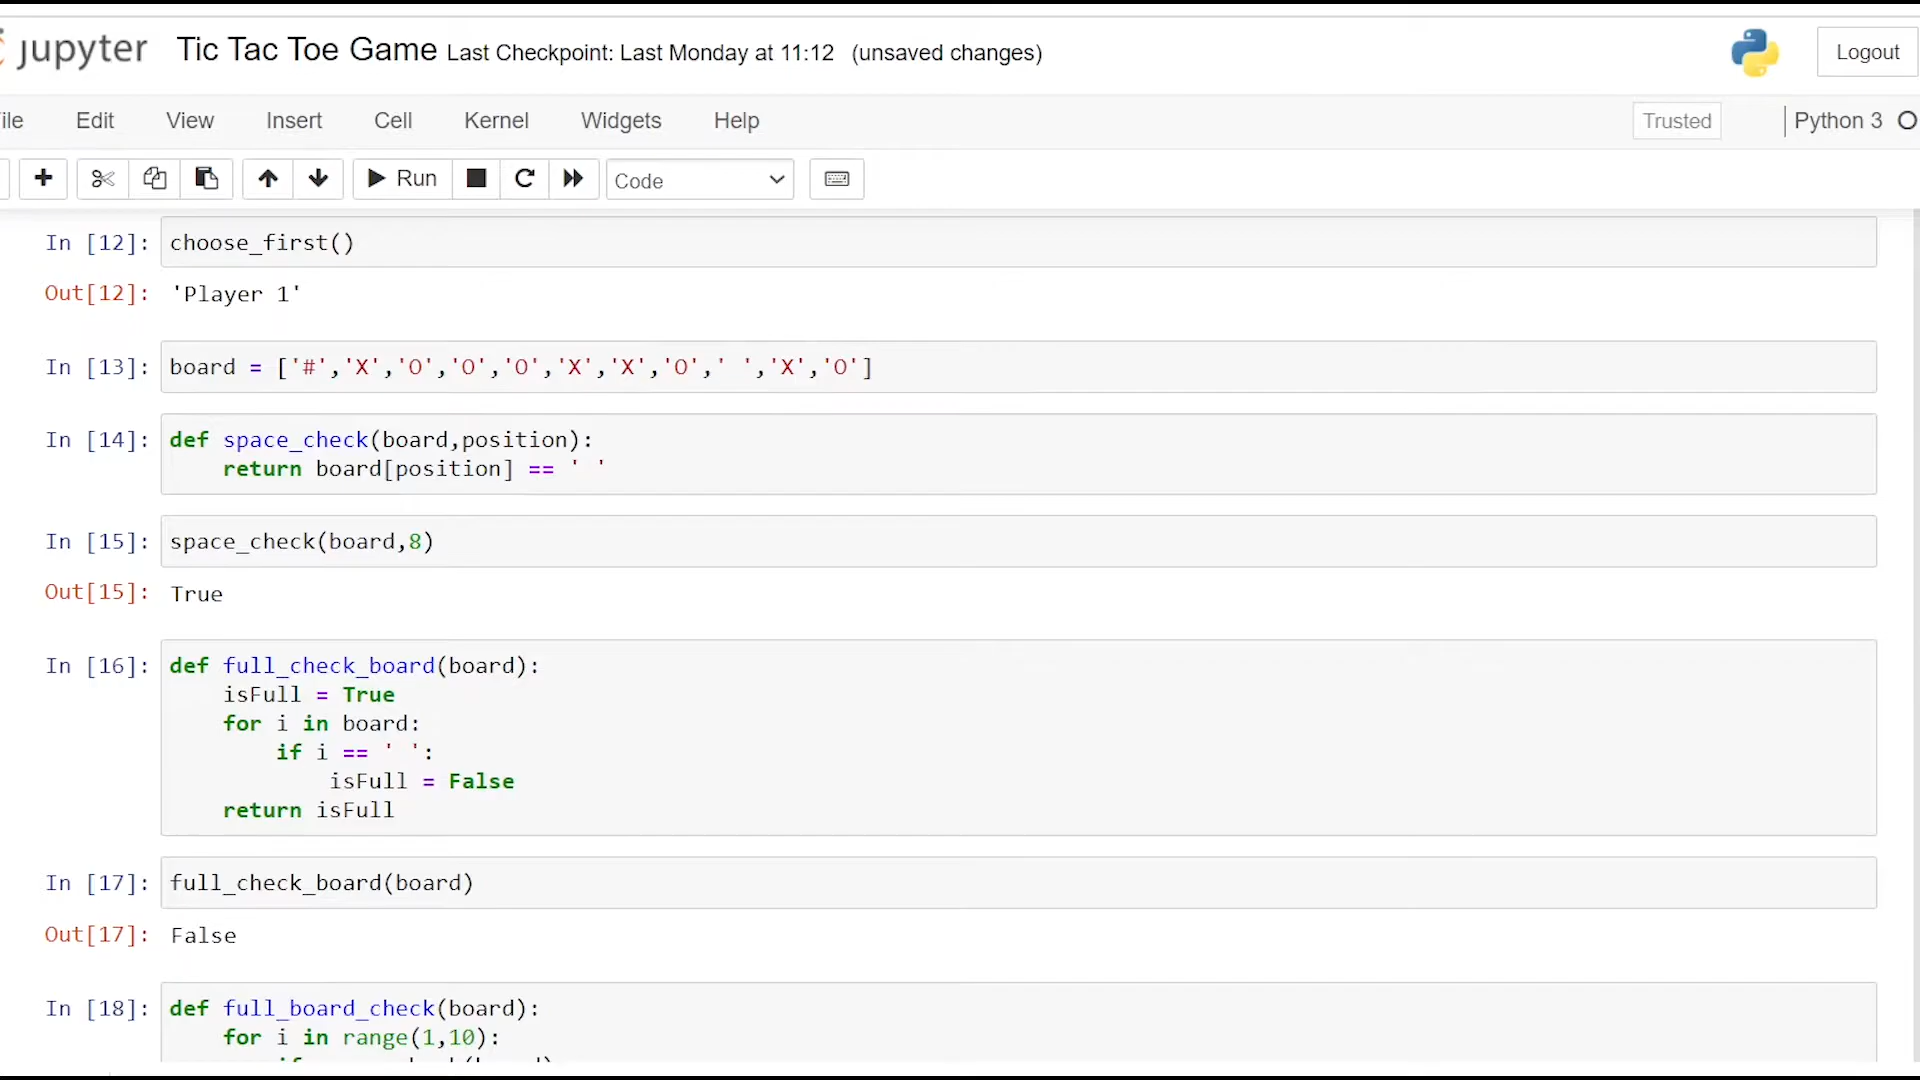 jupyter Tic Tac Toe Game Last Checkpoint: Last Monday at 11:12 (unsaved changes) Logout
ile Edit View Insert Cell Kernel Widgets Help Trusted Python 3
Run Code
In [12]: choose_first()
Out[12]: 'Player 1'
In [13]: board = ['#','X','O','O','O','X','X','O',' ','X','O']
In [14]: def space_check(board,position):
return board[position] == ' '
In [15]: space_check(board,8)
Out[15]: True
In [16]: def full_check_board(board):
isFull = True
for i in board:
if i == ' ':
isFull = False
return isFull
In [17]: full_check_board(board)
Out[17]: False
In [18]: def full_board_check(board):
for i in range(1,10):